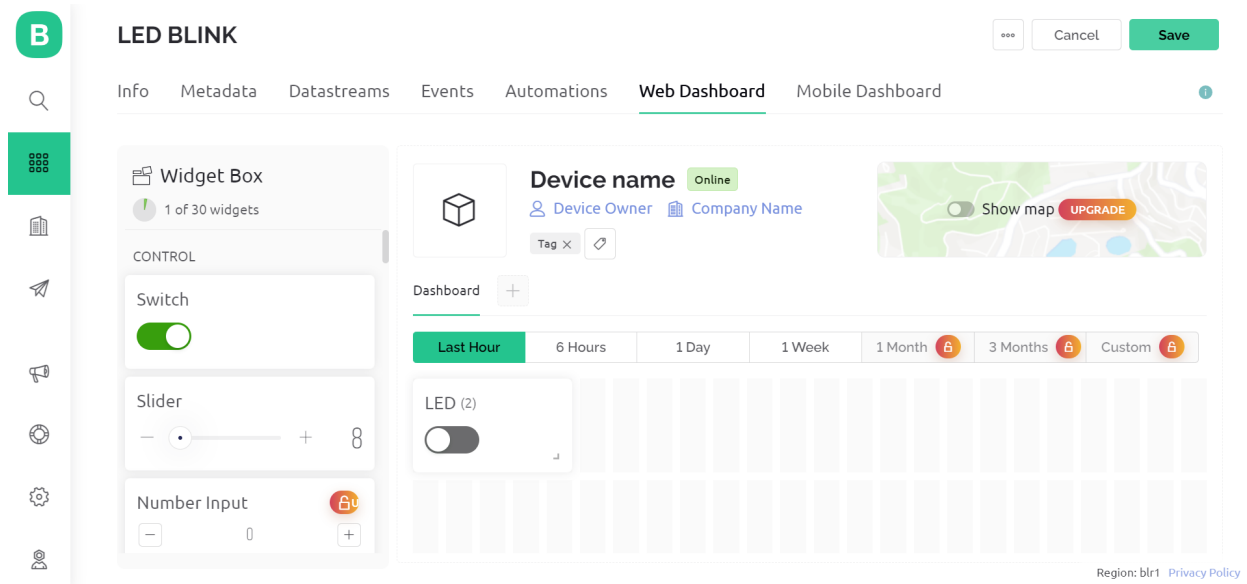 B
LED BLINK
Cancel
Save
Info Metadata Datastreams Events Automations Web Dashboard Mobile Dashboard
Widget Box
1 of 30 widgets
CONTROL
Switch
Slider
8
Number Input
U
0
Device name Online
Device Owner Company Name
Tag
Show map UPGRADE
Dashboard
Last Hour 6 Hours 1 Day 1 Week 1 Month 3 Months Custom
LED (2)
Region: blr1 Privacy Policy